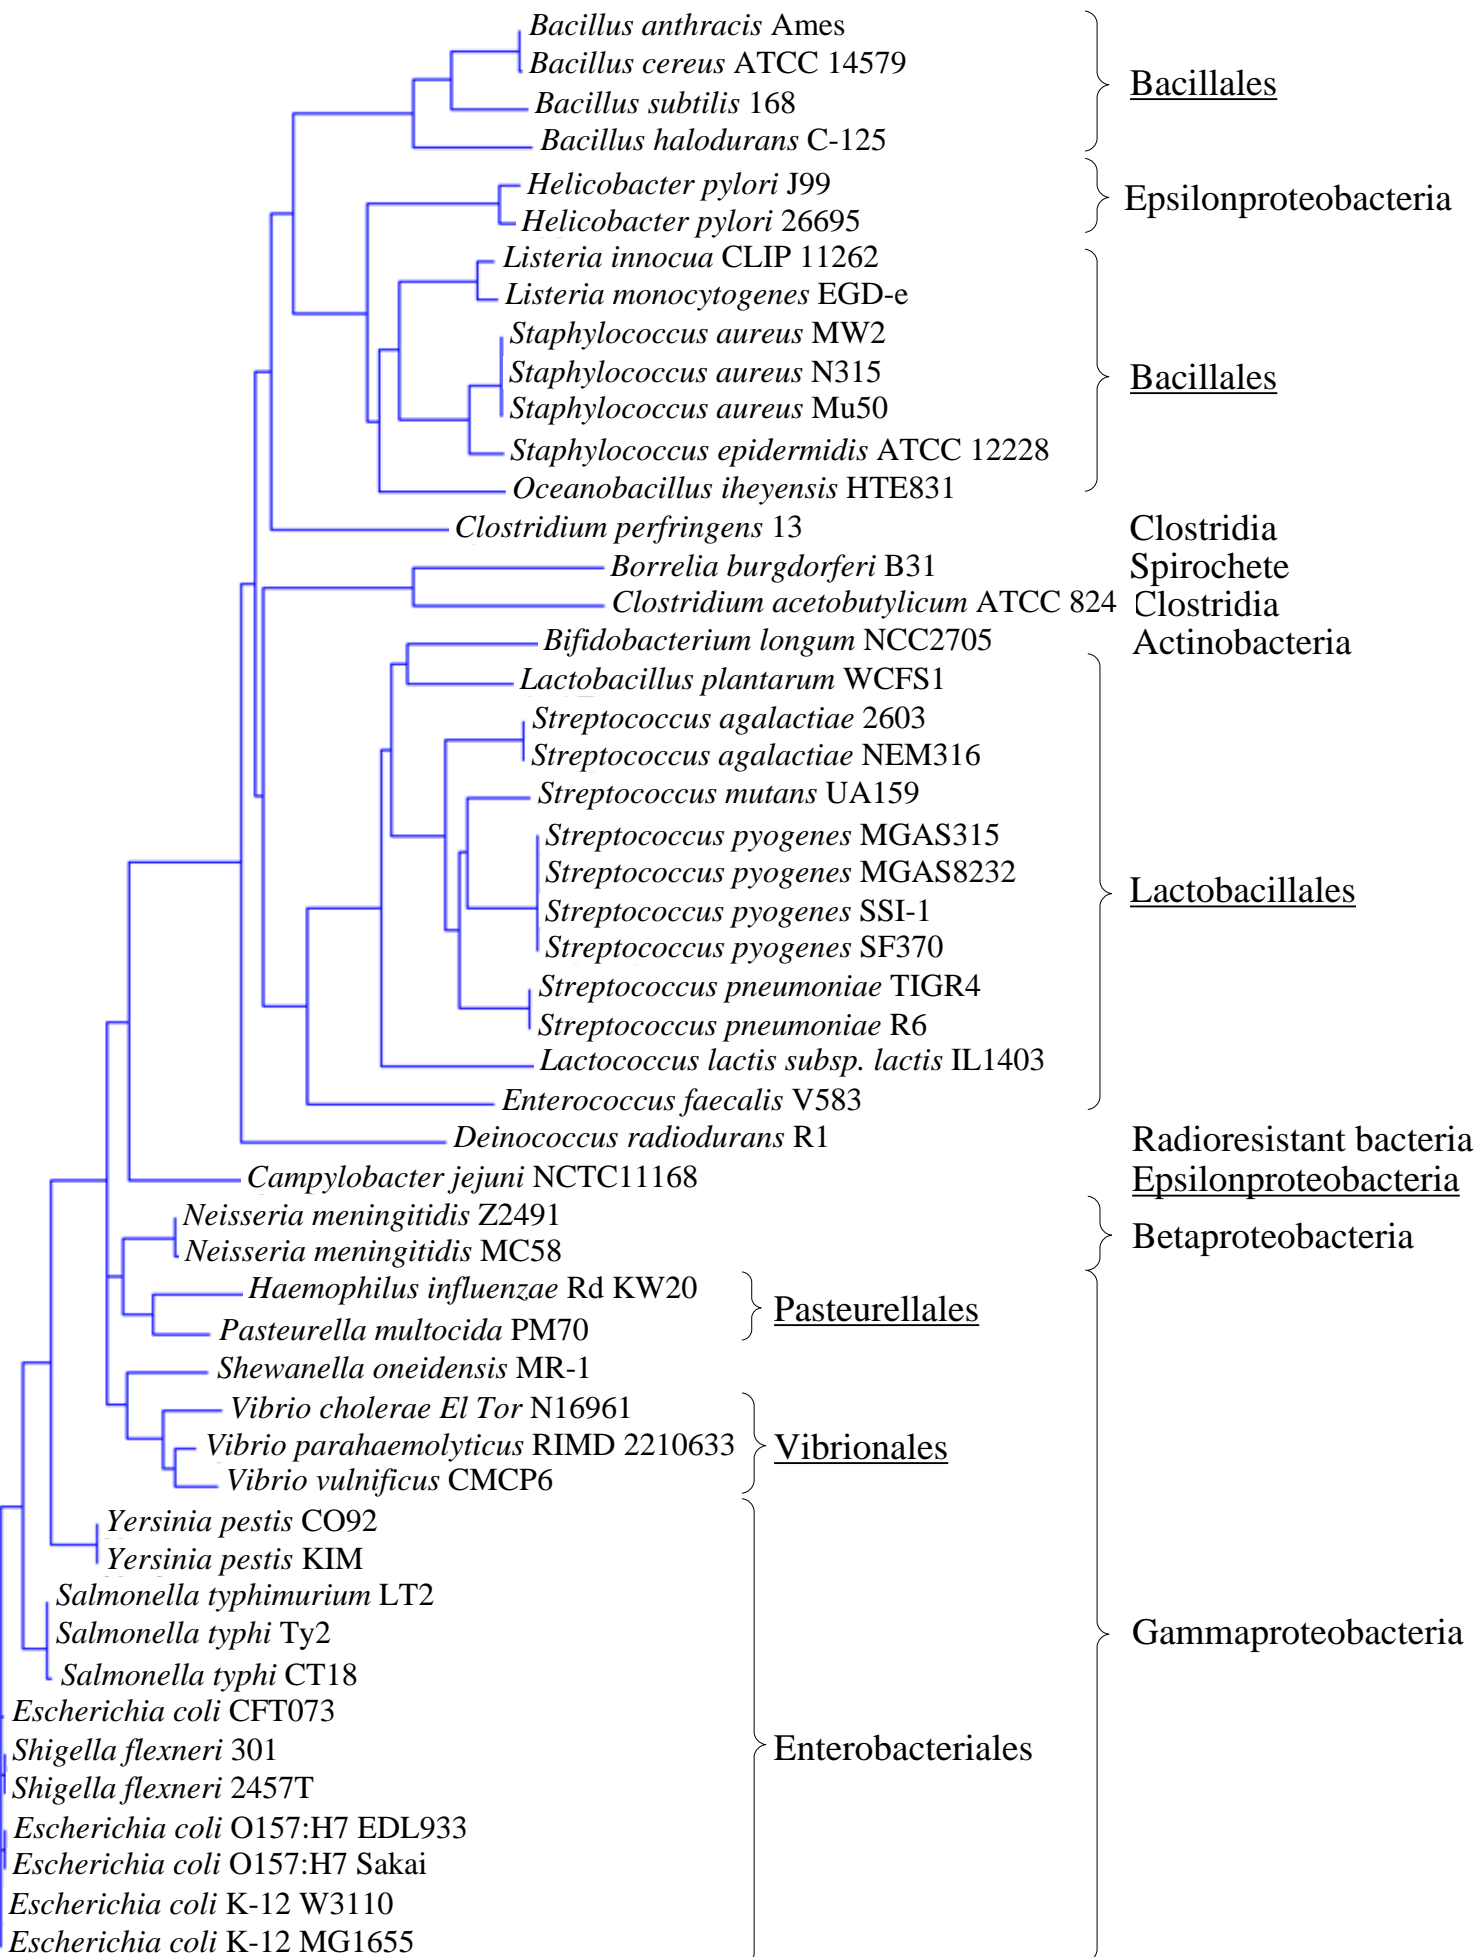 Bacillus anthracis Ames
Bacillus cereus ATCC 14579
Bacillales
Bacillus subtilis 168
Bacillus halodurans C-125
Helicobacter pylori J99
Epsilonproteobacteria
Helicobacter pylori 26695
Listeria innocua CLIP 11262
Listeria monocytogenes EGD-e
Staphylococcus aureus MW2
Staphylococcus aureus N315
Bacillales
Staphylococcus aureus Mu50
Staphylococcus epidermidis ATCC 12228
Oceanobacillus iheyensis HTE831
Clostridium perfringens 13 Clostridia
Borrelia burgdorferi B31 Spirochete
Clostridium acetobutylicum ATCC 824 Clostridia
Bifidobacterium longum NCC2705 Actinobacteria
Lactobacillus plantarum WCFS1
Streptococcus agalactiae 2603
Streptococcus agalactiae NEM316
Streptococcus mutans UA159
Streptococcus pyogenes MGAS315
Streptococcus pyogenes MGAS8232
Lactobacillales
Streptococcus pyogenes SSI-1
Streptococcus pyogenes SF370
Streptococcus pneumoniae TIGR4
Streptococcus pneumoniae R6
Lactococcus lactis subsp. lactis IL1403
Enterococcus faecalis V583
Deinococcus radiodurans R1 Radioresistant bacteria
Campylobacter jejuni NCTC11168 Epsilonproteobacteria
Neisseria meningitidis Z2491
Betaproteobacteria
Neisseria meningitidis MC58
Haemophilus influenzae Rd KW20
Pasteurellales
Pasteurella multocida PM70
Shewanella oneidensis MR-1
Vibrio cholerae El Tor N16961
Vibrio parahaemolyticus RIMD 2210633 Vibrionales
Vibrio vulnificus CMCP6
Yersinia pestis CO92
Yersinia pestis KIM
Salmonella typhimurium LT2
Salmonella typhi Ty2 Gammaproteobacteria
Salmonella typhi CT18
Escherichia coli CFT073
Shigella flexneri 301 Enterobacteriales
Shigella flexneri 2457T
Escherichia coli O157:H7 EDL933
Escherichia coli O157:H7 Sakai
Escherichia coli K-12 W3110
Escherichia coli K-12 MG1655